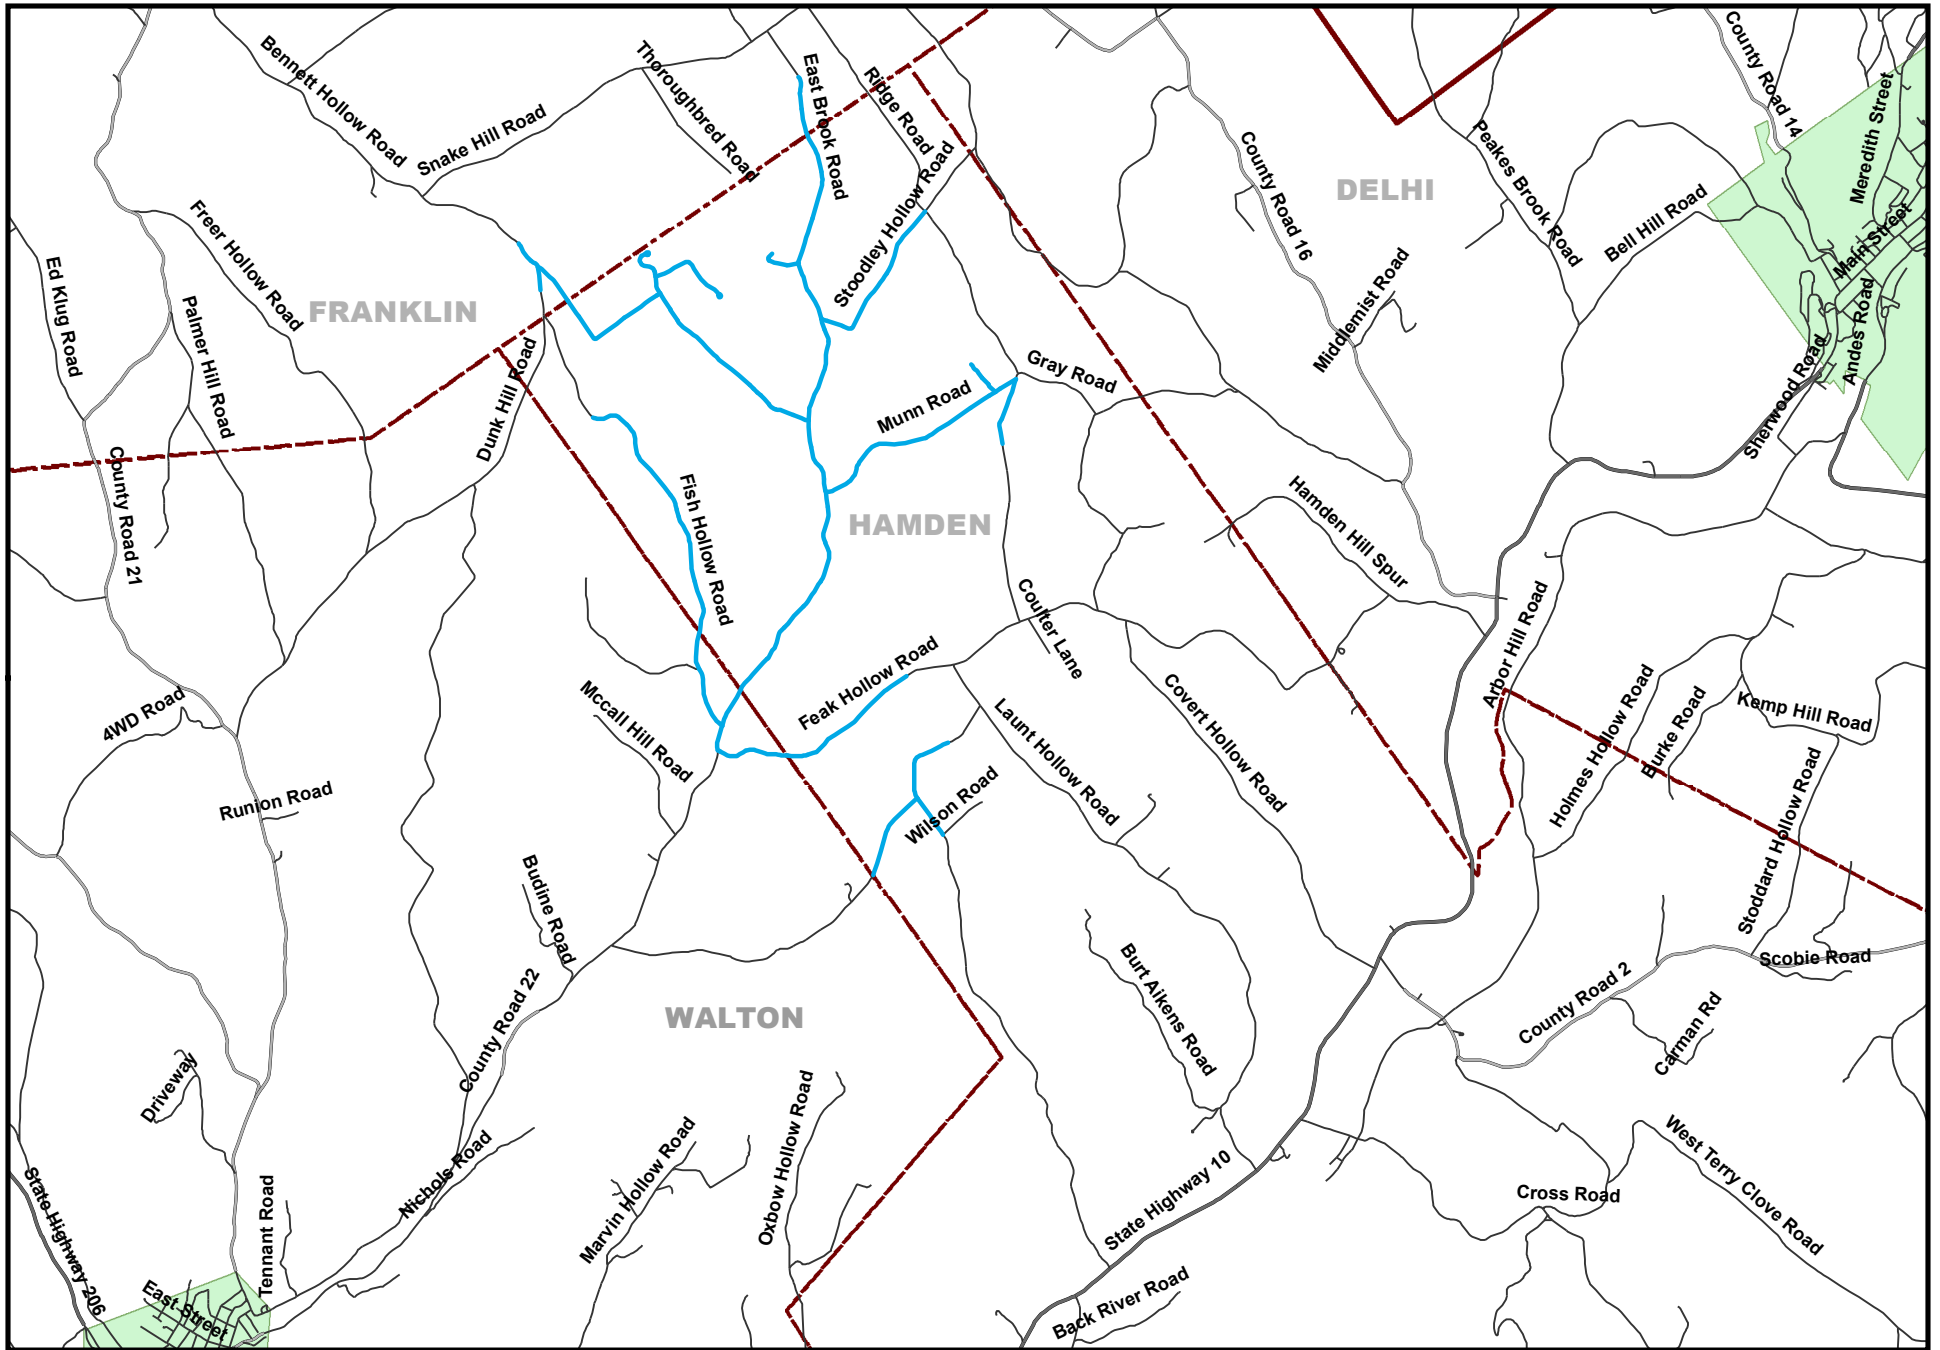 County Road 14
Meredith Street
Bennett Hollow Road
Thoroughbred Road
East Brook Road
Ridge Road
Snake Hill Road
Peakes Brook Road
County Road 16
DELHI
Stoodley Hollow Road
Bell Hill Road
Main Street
Freer Hollow Road
Ed Klug Road
Palmer Hill Road
FRANKLIN
Middlemist Road
Andes Road
Sherwood Road
Dunk Hill Road
Gray Road
Munn Road
County Road 21
Fish Hollow Road
HAMDEN
Hamden Hill Spur
Coulter Lane
Arbor Hill Road
Feak Hollow Road
Mccall Hill Road
4WD Road
Launt Hollow Road
Covert Hollow Road
Holmes Hollow Road
Burke Road
Kemp Hill Road
Runion Road
Wilson Road
Stoddard Hollow Road
Budine Road
Burt Aikens Road
Scobie Road
County Road 2
County Road 22
WALTON
Carman Rd
Driveway
Nichols Road
Marvin Hollow Road
Oxbow Hollow Road
State Highway 10
Cross Road
West Terry Clove Road
State Highway 206
Tennant Road
East Street
Back River Road